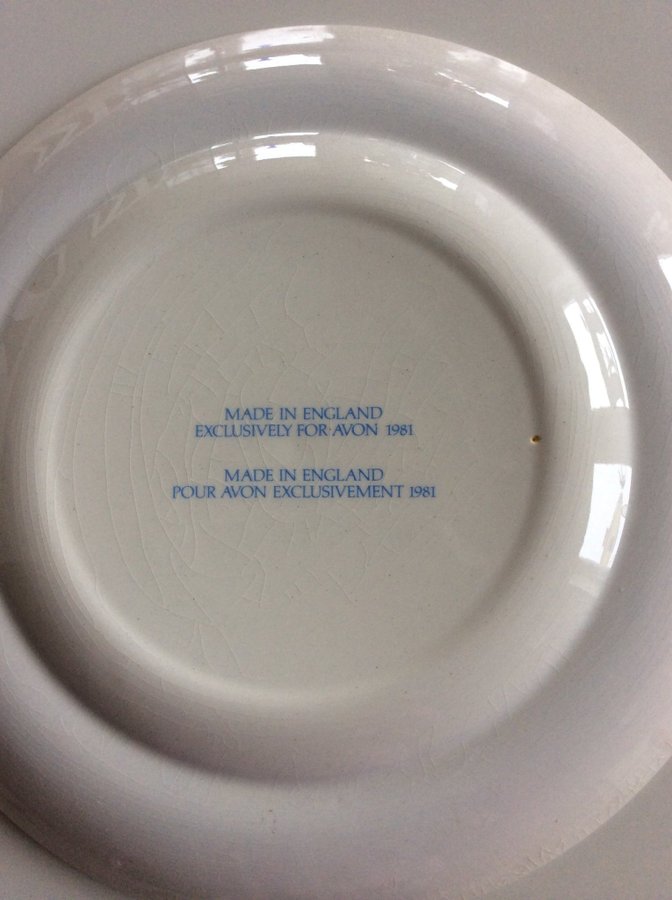 MADE IN ENGLAND
EXCLUSIVELY FOR AVON 1981
MADE IN ENGLAND
POUR AVON EXCLUSIVEMENT 1981